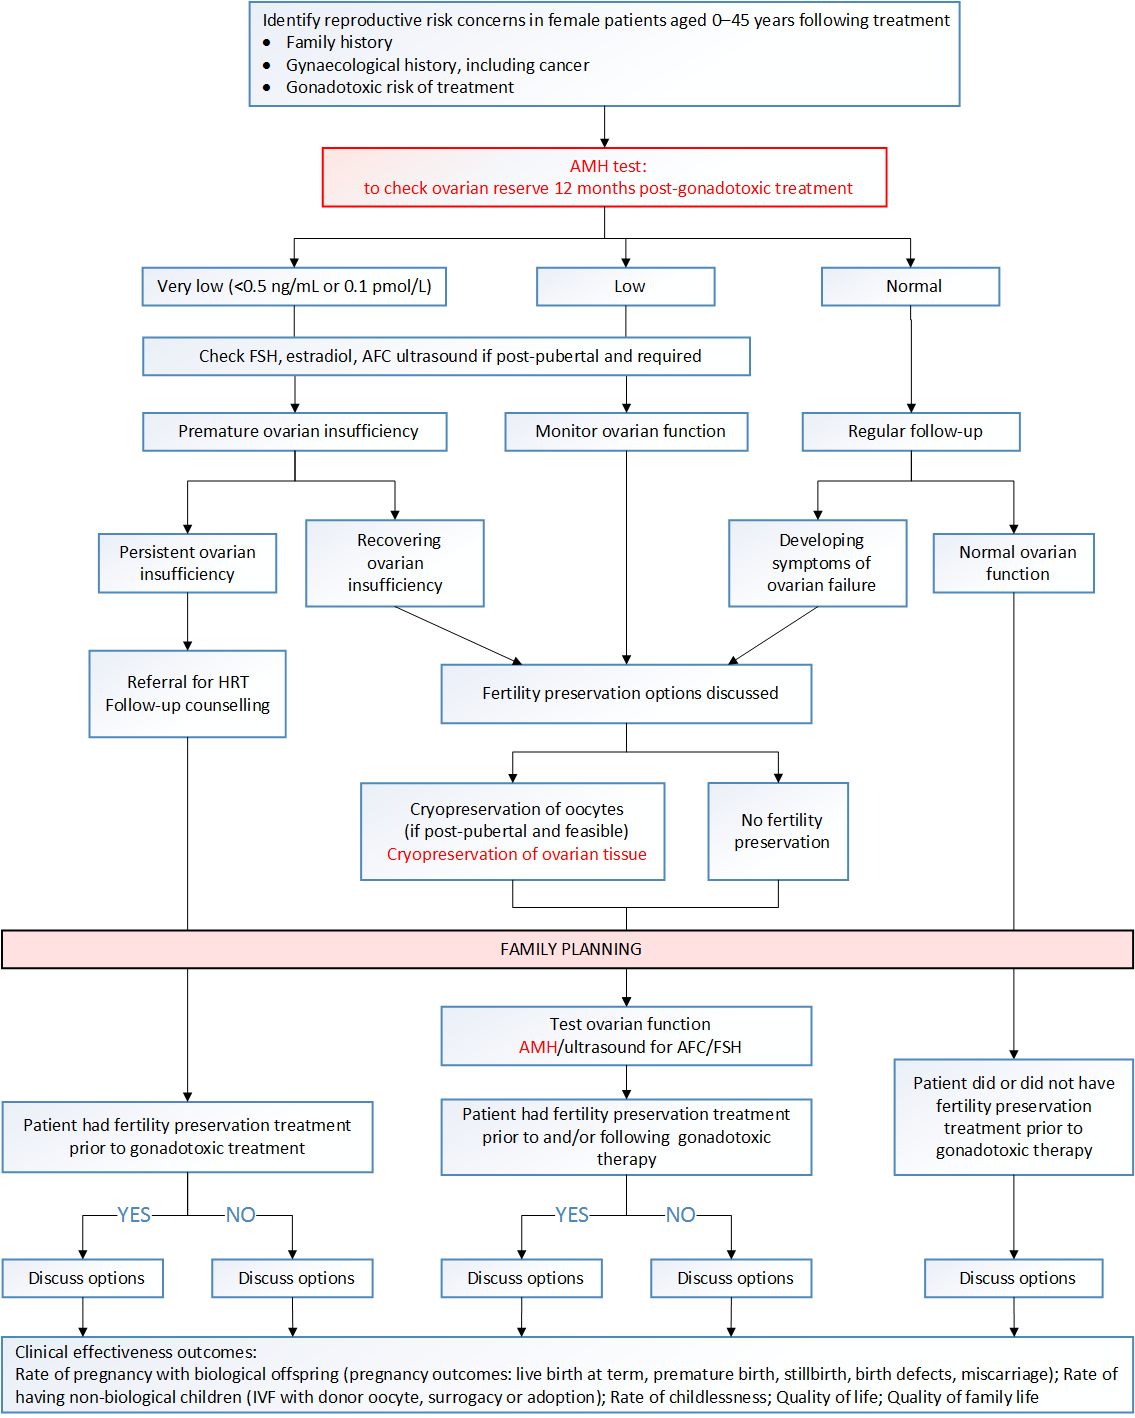 Identify reproductive risk concerns in female patients aged 0–45 years following treatment
• Family history
• Gynaecological history, including cancer
• Gonadotoxic risk of treatment
AMH test:
to check ovarian reserve 12 months post-gonadotoxic treatment
Very low (<0.5 ng/mL or 0.1 pmol/L)
Low
Normal
Check FSH, estradiol, AFC ultrasound if post-pubertal and required
Premature ovarian insufficiency
Monitor ovarian function
Regular follow-up
Persistent ovarian
insufficiency
Recovering
ovarian
insufficiency
Developing
symptoms of
ovarian failure
Normal ovarian
function
Referral for HRT
Follow-up counselling
Fertility preservation options discussed
Cryopreservation of oocytes
(if post-pubertal and feasible)
Cryopreservation of ovarian tissue
No fertility
preservation
FAMILY PLANNING
Test ovarian function
AMH/ultrasound for AFC/FSH
Patient had fertility preservation treatment
prior to gonadotoxic treatment
Patient had fertility preservation treatment
prior to and/or following gonadotoxic
therapy
Patient did or did not have
fertility preservation
treatment prior to
gonadotoxic therapy
YES
NO
YES
NO
Discuss options
Discuss options
Discuss options
Discuss options
Discuss options
Clinical effectiveness outcomes:
Rate of pregnancy with biological offspring (pregnancy outcomes: live birth at term, premature birth, stillbirth, birth defects, miscarriage); Rate of
having non-biological children (IVF with donor oocyte, surrogacy or adoption); Rate of childlessness; Quality of life; Quality of family life